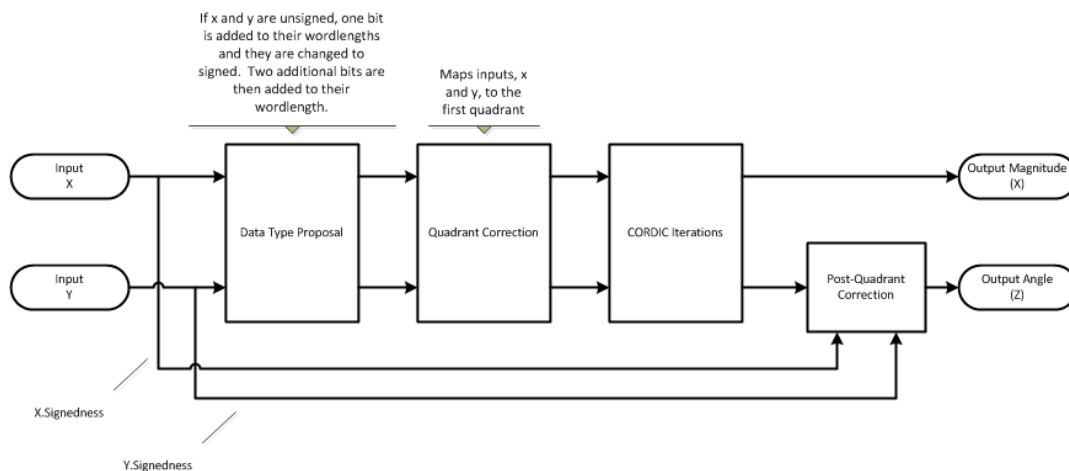 If x and y are unsigned, one bit
is added to their wordlengths
and they are changed to
signed.  Two additional bits are
then added to their
wordlength.
Maps inputs, x
and y, to the
first quadrant
Input
X
Output Magnitude
(X)
Data Type Proposal
Quadrant Correction
CORDIC Iterations
Input
Y
Post-Quadrant
Correction
Output Angle
(Z)
X.Signedness
Y.Signedness